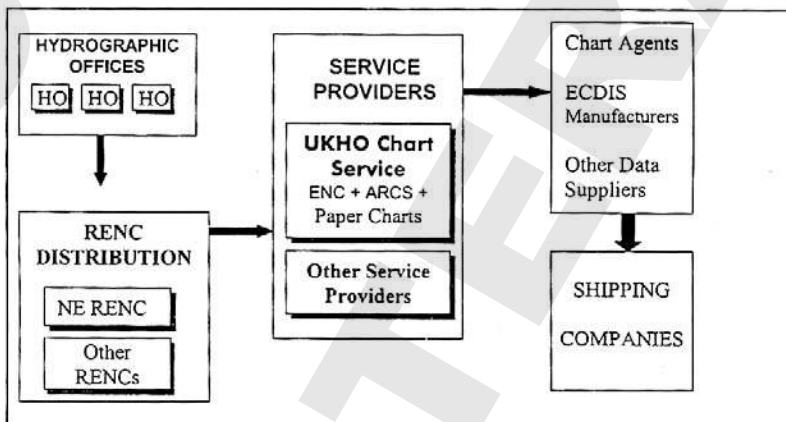 HYDROGRAPHIC
OFFICES
HO HO HO
RENC
DISTRIBUTION
NE RENC
Other
RENCs
SERVICE
PROVIDERS
UKHO Chart
Service
ENC + ARCS +
Paper Charts
Other Service
Providers
Chart Agents
ECDIS
Manufacturers
Other Data
Suppliers
SHIPPING
COMPANIES